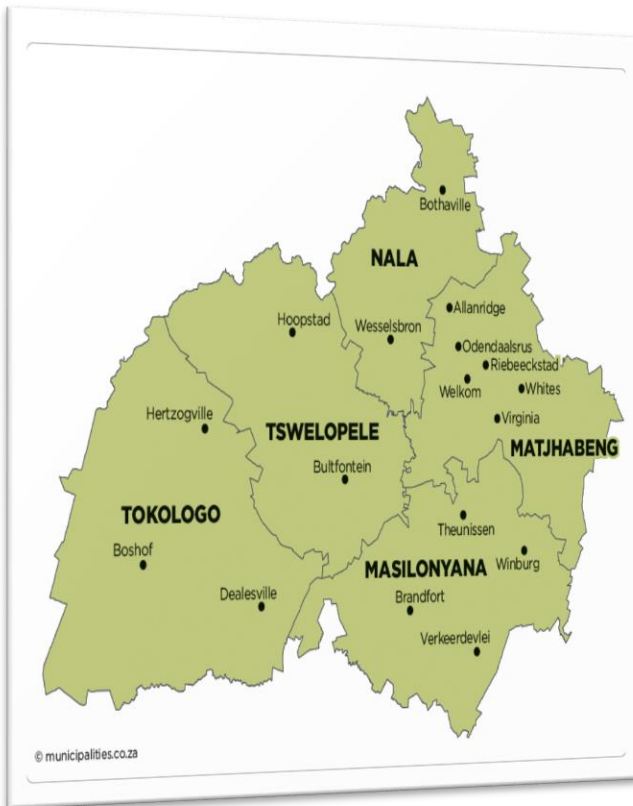 Bothaville
NALA
Allanridge
Hoopstad
Wesselsbron
Odendaalsrus
Riebeeckstad
Welkom
Whites
Hertzogville
Virginia
TSWELOPELE
MATJHABENG
Bultfontein
TOKOLOGO
Theunissen
Boshof
Winburg
MASILONYANA
Dealesville
Brandfort
Verkeerdevlei
© municipalities.co.za